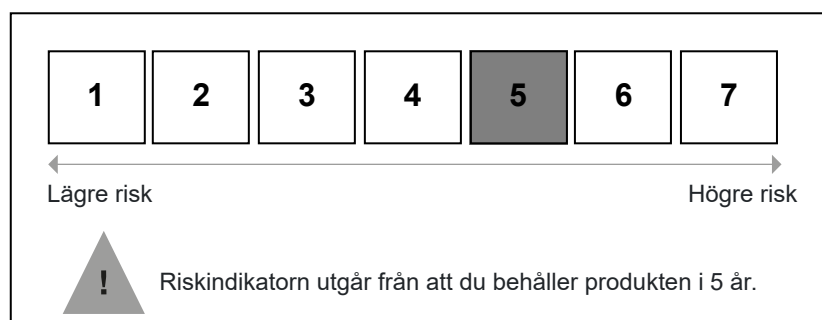 1 2 3 4 5 6 7
Lägre risk Högre risk
! Riskindikatorn utgår från att du behåller produkten i 5 år.